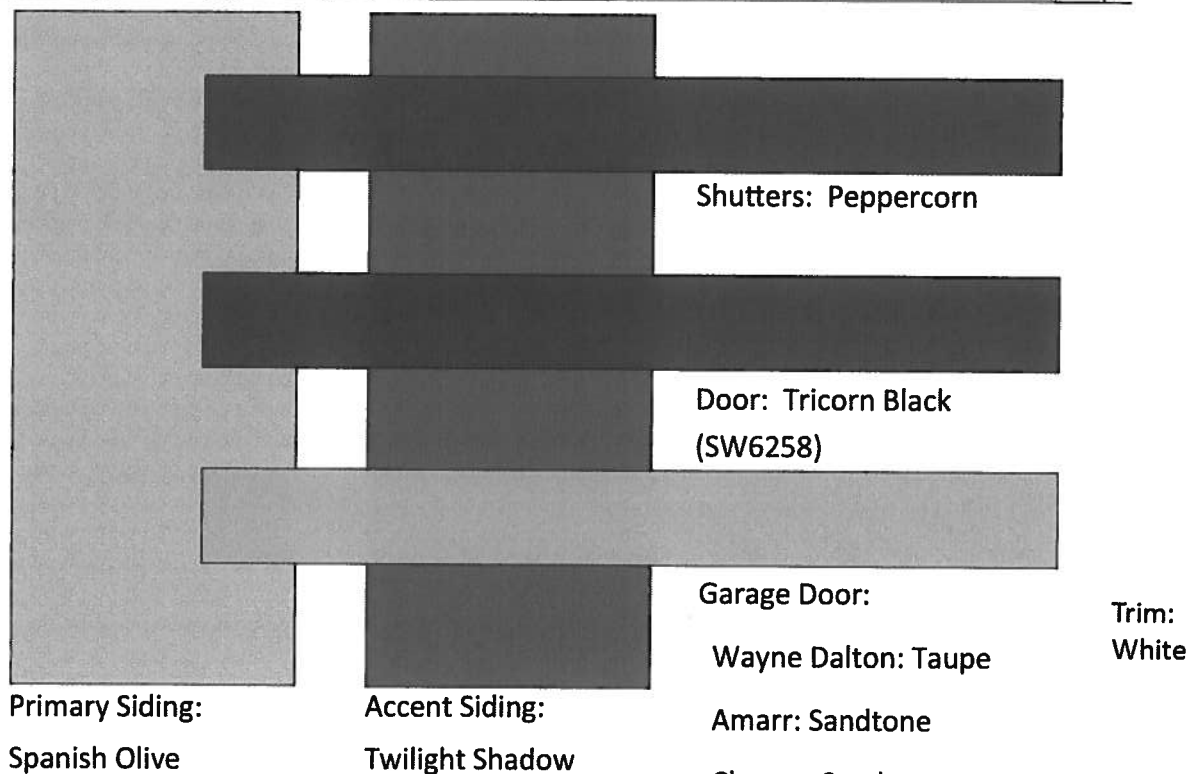 Shutters: Peppercorn
Door: Tricorn Black
(SW6258)
Garage Door:
Wayne Dalton: Taupe
Amarr: Sandtone
Trim:
White
Primary Siding:
Spanish Olive
Accent Siding:
Twilight Shadow